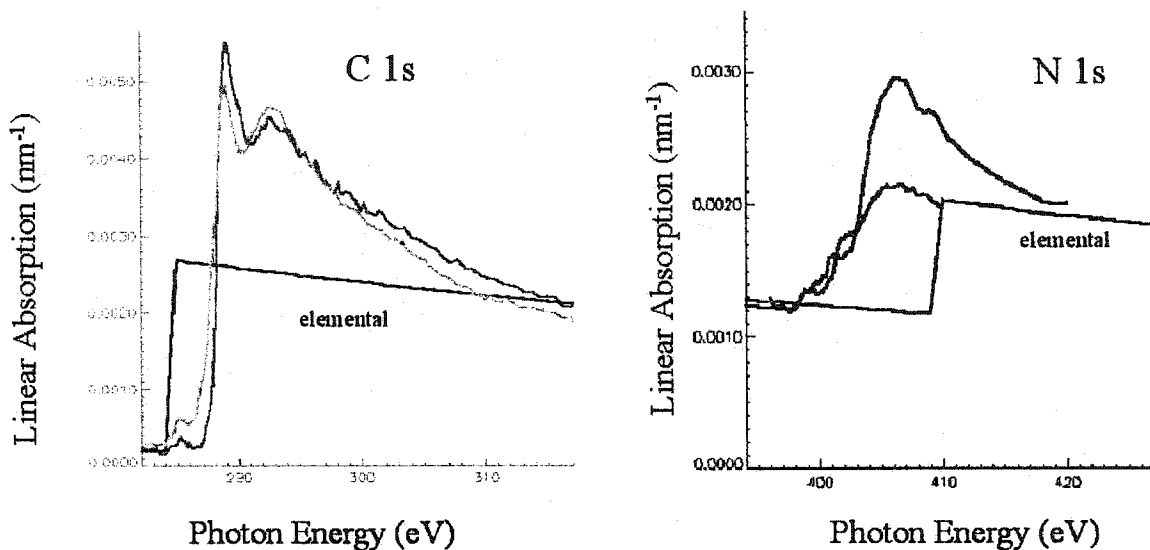 C 1s
Linear Absorption (nm⁻¹)
0.0050
0.0040
0.0030
0.0020
0.0010
0.0000
elemental
290
300
310
Photon Energy (eV)
N 1s
Linear Absorption (nm⁻¹)
0.0030
0.0020
0.0010
0.0000
elemental
400
410
420
Photon Energy (eV)